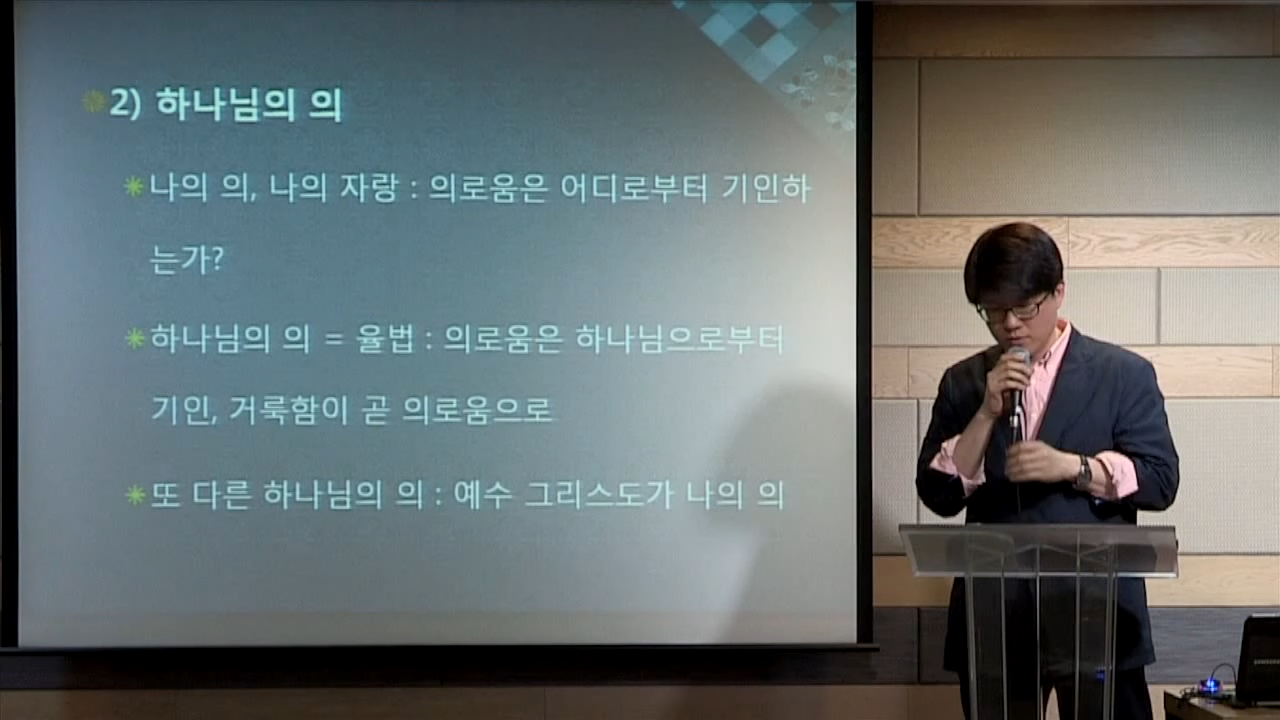 2) 하나님의 의
나의 의, 나의 자랑 : 의로움은 어디로부터 기인하
는가?
하나님의 의 = 율법 : 의로움은 하나님으로부터
기인, 거룩함이 곧 의로움으로
또 다른 하나님의 의 : 예수 그리스도가 나의 의